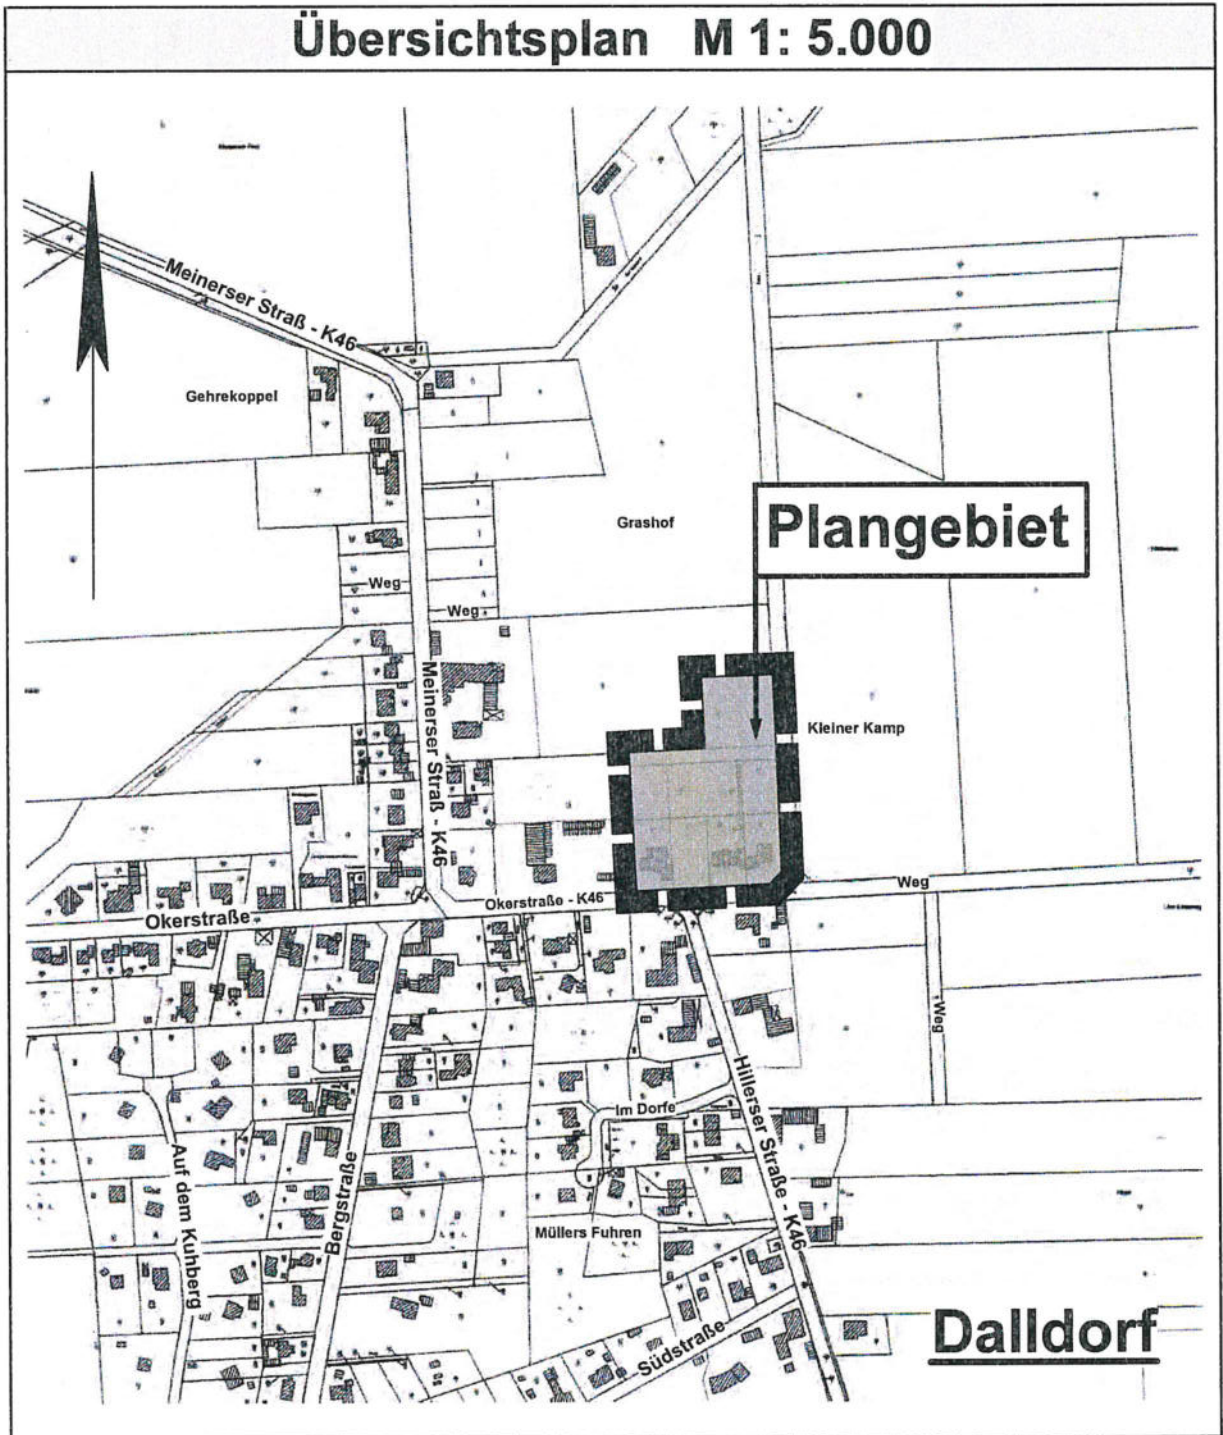 Übersichtsplan M 1: 5.000
Meinerser Straß - K46
Gehrekoppel
Grashof
Plangebiet
Weg
Weg
Meinerser Straß - K46
Kleiner Kamp
Weg
Okerstraße - K46
Okerstraße
Weg
Hillerser Straße - K46
Im Dorfe
Auf dem Kuhberg
Bergstraße
Müllers Fuhren
Südstraße
Dalldorf